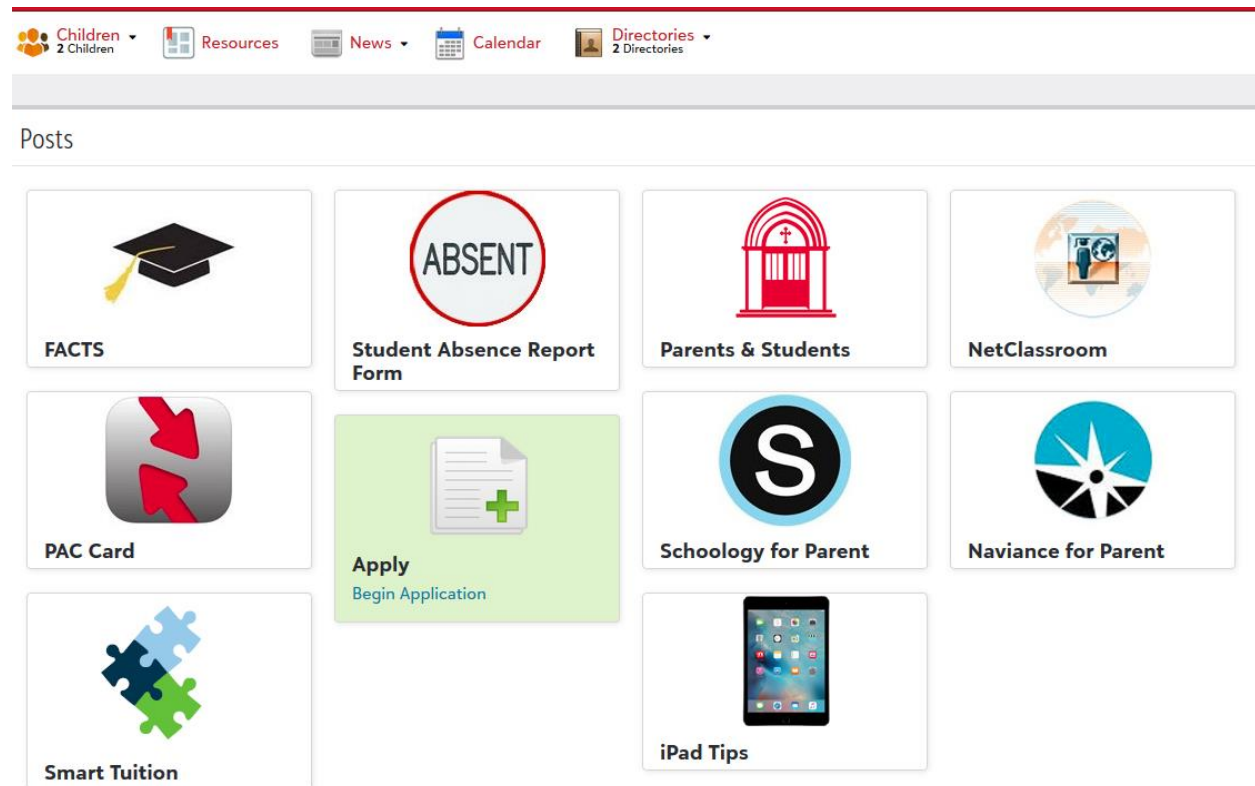 Children
2 Children
Resources
News
Calendar
Directories
2 Directories
Posts
FACTS
ABSENT
Student Absence Report
Form
Parents & Students
NetClassroom
PAC Card
Apply
Begin Application
S
Schoology for Parent
Naviance for Parent
Smart Tuition
iPad Tips